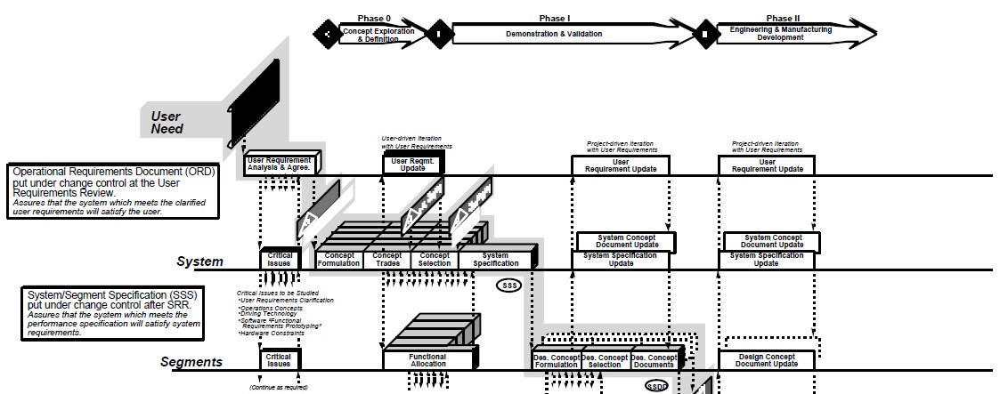 Phase 0
Phase I
Phase II
Concept Exploration
& Definition
Demonstration & Validation
Engineering & Manufacturing
Development
User
Need
User-driven Iteration
with User Requirements
Project-driven Iteration
with User Requirements
Project-driven Iteration
with User Requirements
User Requirement
Analysis & Agree.
User Reqmt.
Update
User
Requirement Update
User
Requirement Update
Operational Requirements Document (ORD)
put under change control at the User
Requirements Review.
Assures that the system which meets the clarified
user requirements will satisfy the user.
System Concept
Document Update
System Concept
Document Update
System
Critical
Issues
Concept
Formulation
Concept
Trades
Concept
Selection
System
Specification
System Specification
Update
System Specification
Update
SSS
System/Segment Specification (SSS)
put under change control after SRR.
Assures that the system which meets the
performance specification will satisfy system
requirements.
Critical Issues to be Studied
•User Requirements Clarification
•Operations Concepts
•Driving Technology
•Software ªFunctional
Requirements Prototypingº
•Hardware Constraints
Segments
Critical
Issues
Functional
Allocation
Des. Concept
Formulation
Des. Concept
Selection
Des. Concept
Documents
Design Concept
Document Update
(Continue as required)
SSDD